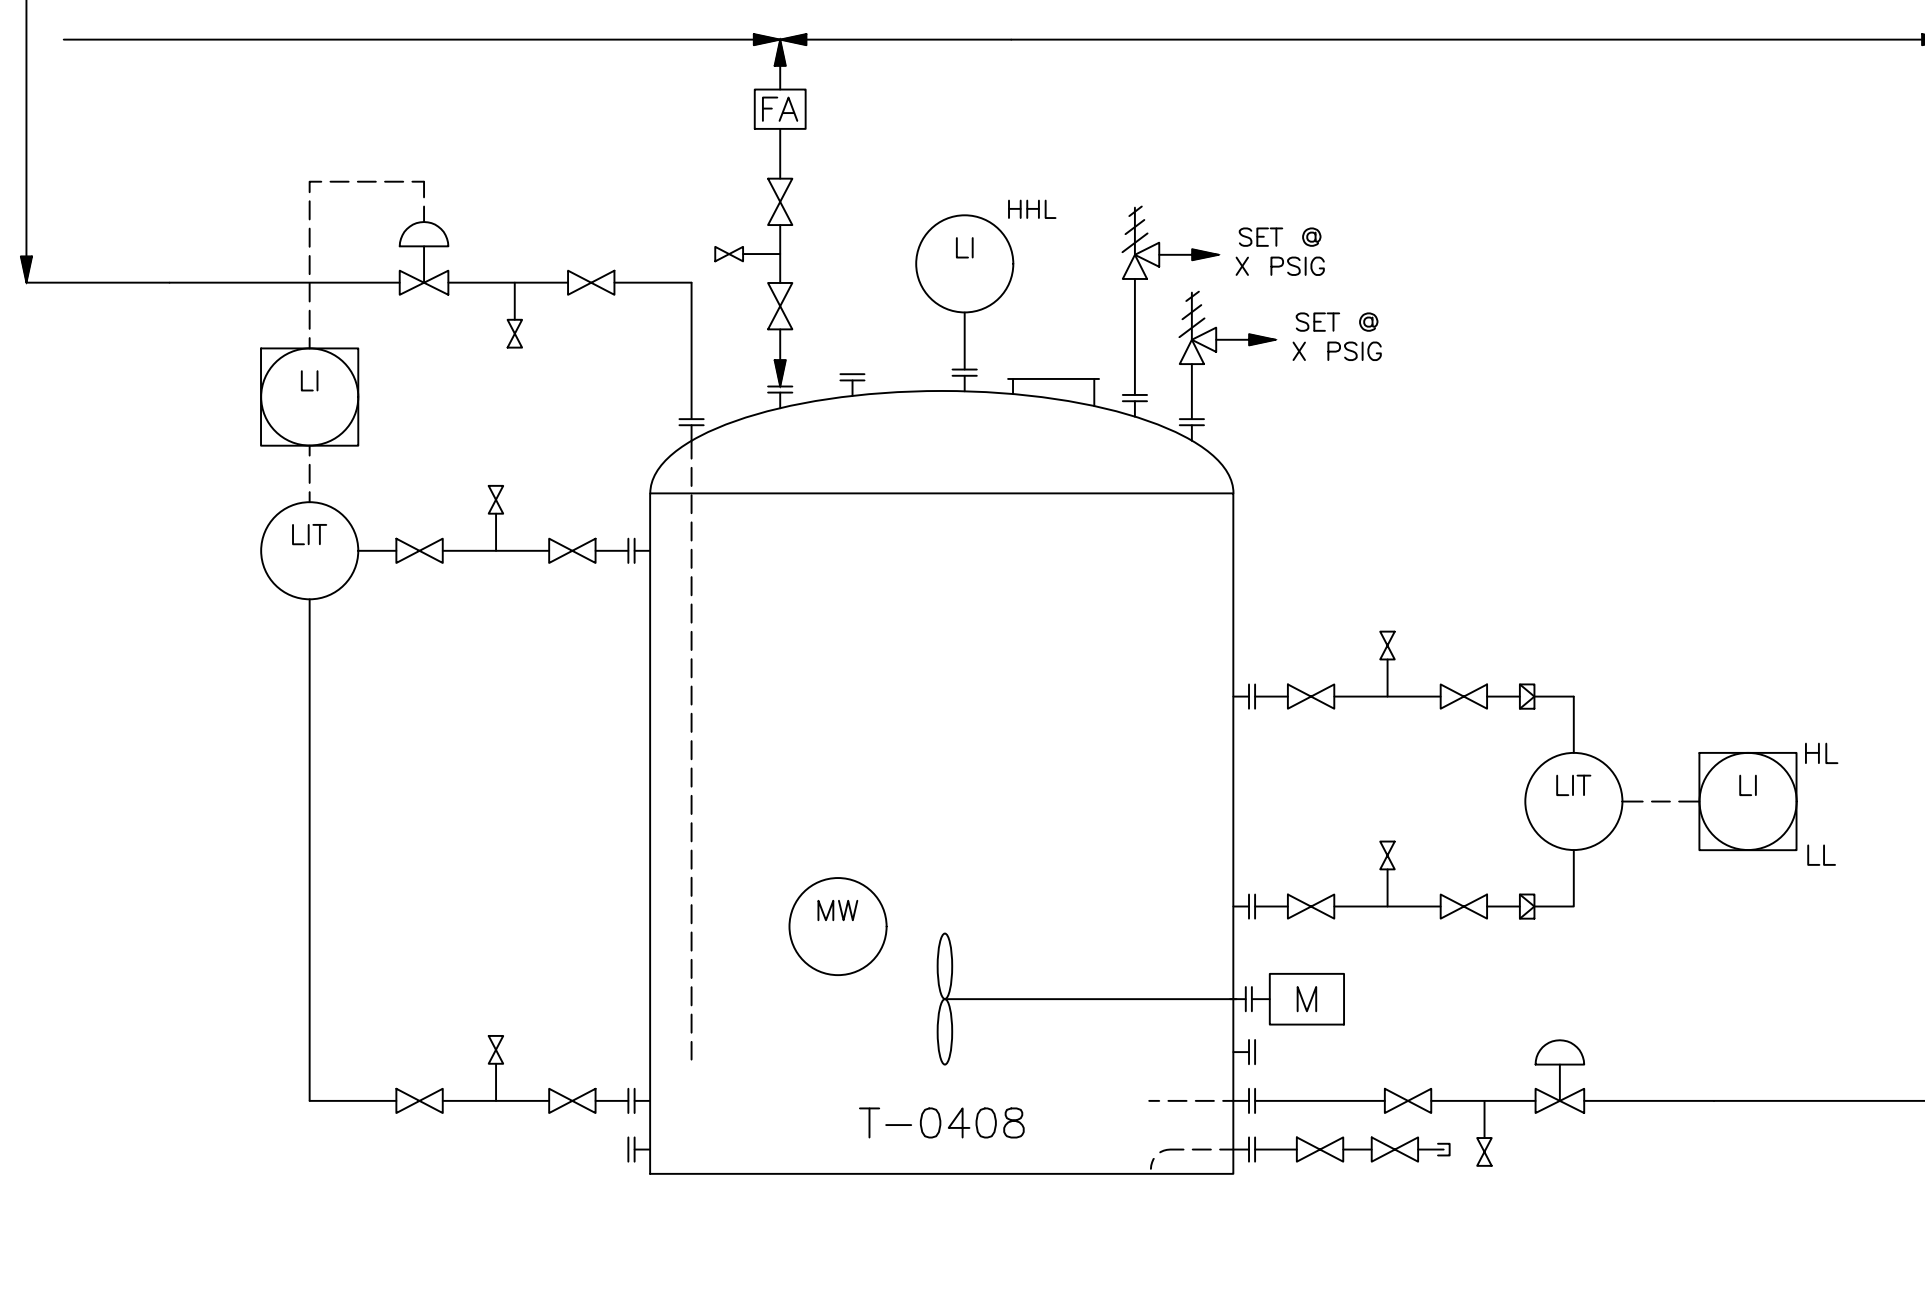 FA
HHL
LI
SET @
X PSIG
SET @
X PSIG
LI
LIT
HL
LIT
LI
LL
MW
M
T-0408